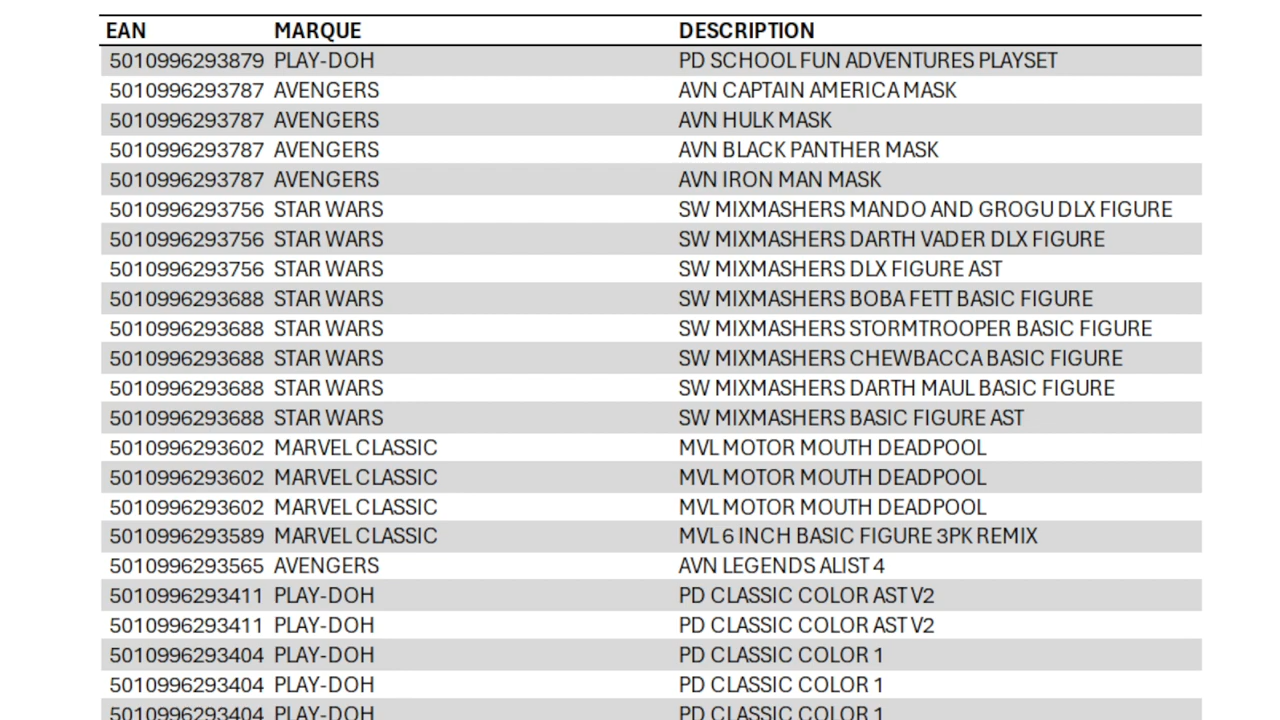 EAN MARQUE DESCRIPTION
5010996293879 PLAY-DOH PD SCHOOL FUN ADVENTURES PLAYSET
5010996293787 AVENGERS AVN CAPTAIN AMERICA MASK
5010996293787 AVENGERS AVN HULK MASK
5010996293787 AVENGERS AVN BLACK PANTHER MASK
5010996293787 AVENGERS AVN IRON MAN MASK
5010996293756 STAR WARS SW MIXMASHERS MANDO AND GROGU DLX FIGURE
5010996293756 STAR WARS SW MIXMASHERS DARTH VADER DLX FIGURE
5010996293756 STAR WARS SW MIXMASHERS DLX FIGURE AST
5010996293688 STAR WARS SW MIXMASHERS BOBA FETT BASIC FIGURE
5010996293688 STAR WARS SW MIXMASHERS STORMTROOPER BASIC FIGURE
5010996293688 STAR WARS SW MIXMASHERS CHEWBACCA BASIC FIGURE
5010996293688 STAR WARS SW MIXMASHERS DARTH MAUL BASIC FIGURE
5010996293688 STAR WARS SW MIXMASHERS BASIC FIGURE AST
5010996293602 MARVEL CLASSIC MVL MOTOR MOUTH DEADPOOL
5010996293602 MARVEL CLASSIC MVL MOTOR MOUTH DEADPOOL
5010996293602 MARVEL CLASSIC MVL MOTOR MOUTH DEADPOOL
5010996293589 MARVEL CLASSIC MVL 6 INCH BASIC FIGURE 3PK REMIX
5010996293565 AVENGERS AVN LEGENDS ALIST 4
5010996293411 PLAY-DOH PD CLASSIC COLOR AST V2
5010996293411 PLAY-DOH PD CLASSIC COLOR AST V2
5010996293404 PLAY-DOH PD CLASSIC COLOR 1
5010996293404 PLAY-DOH PD CLASSIC COLOR 1
5010996293404 PLAY-DOH PD CLASSIC COLOR 1